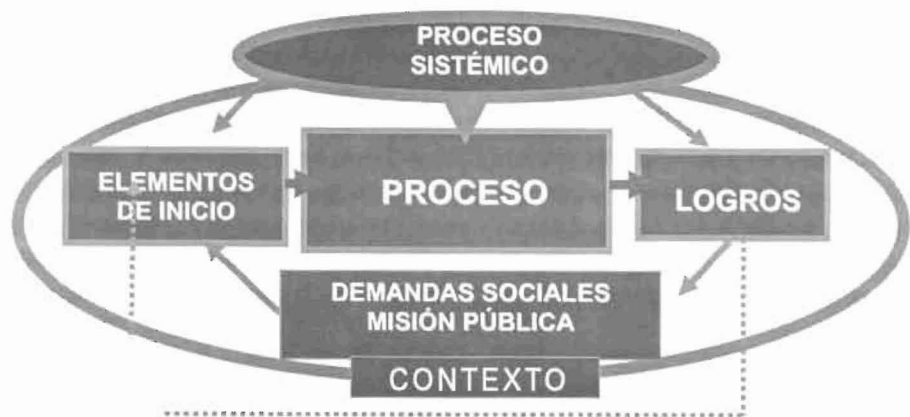 PROCESO
SISTÉMICO
ELEMENTOS
DE INICIO
PROCESO
LOGROS
DEMANDAS SOCIALES
MISIÓN PÚBLICA
CONTEXTO